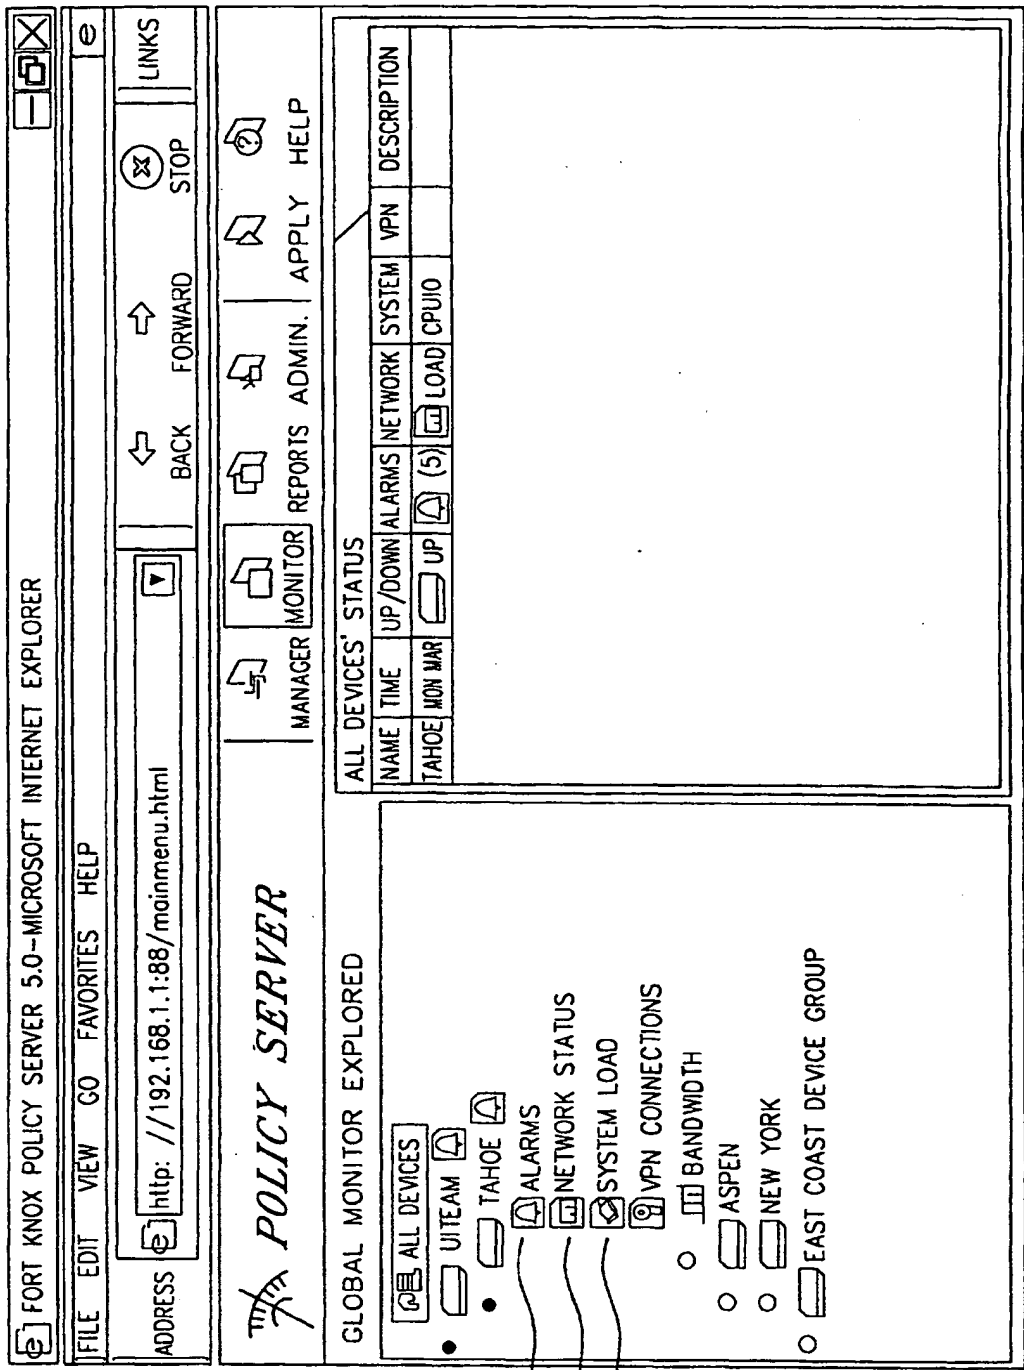 FORT KNOX POLICY SERVER 5.0-MICROSOFT INTERNET EXPLORER
FILE EDIT VIEW GO FAVORITES HELP
e
ADDRESS e http: //192.168.1.1:88/mainmenu.html
BACK FORWARD STOP LINKS
POLICY SERVER
MANAGER MONITOR REPORTS ADMIN. APPLY HELP
GLOBAL MONITOR EXPLORED
ALL DEVICES
UITEAM
TAHOE
ALARMS
NETWORK STATUS
SYSTEM LOAD
VPN CONNECTIONS
BANDWIDTH
ASPEN
NEW YORK
EAST COAST DEVICE GROUP
ALL DEVICES' STATUS
NAME TIME UP/DOWN ALARMS NETWORK SYSTEM VPN DESCRIPTION
TAHOE MON MAR UP (5) LOAD CPUIO